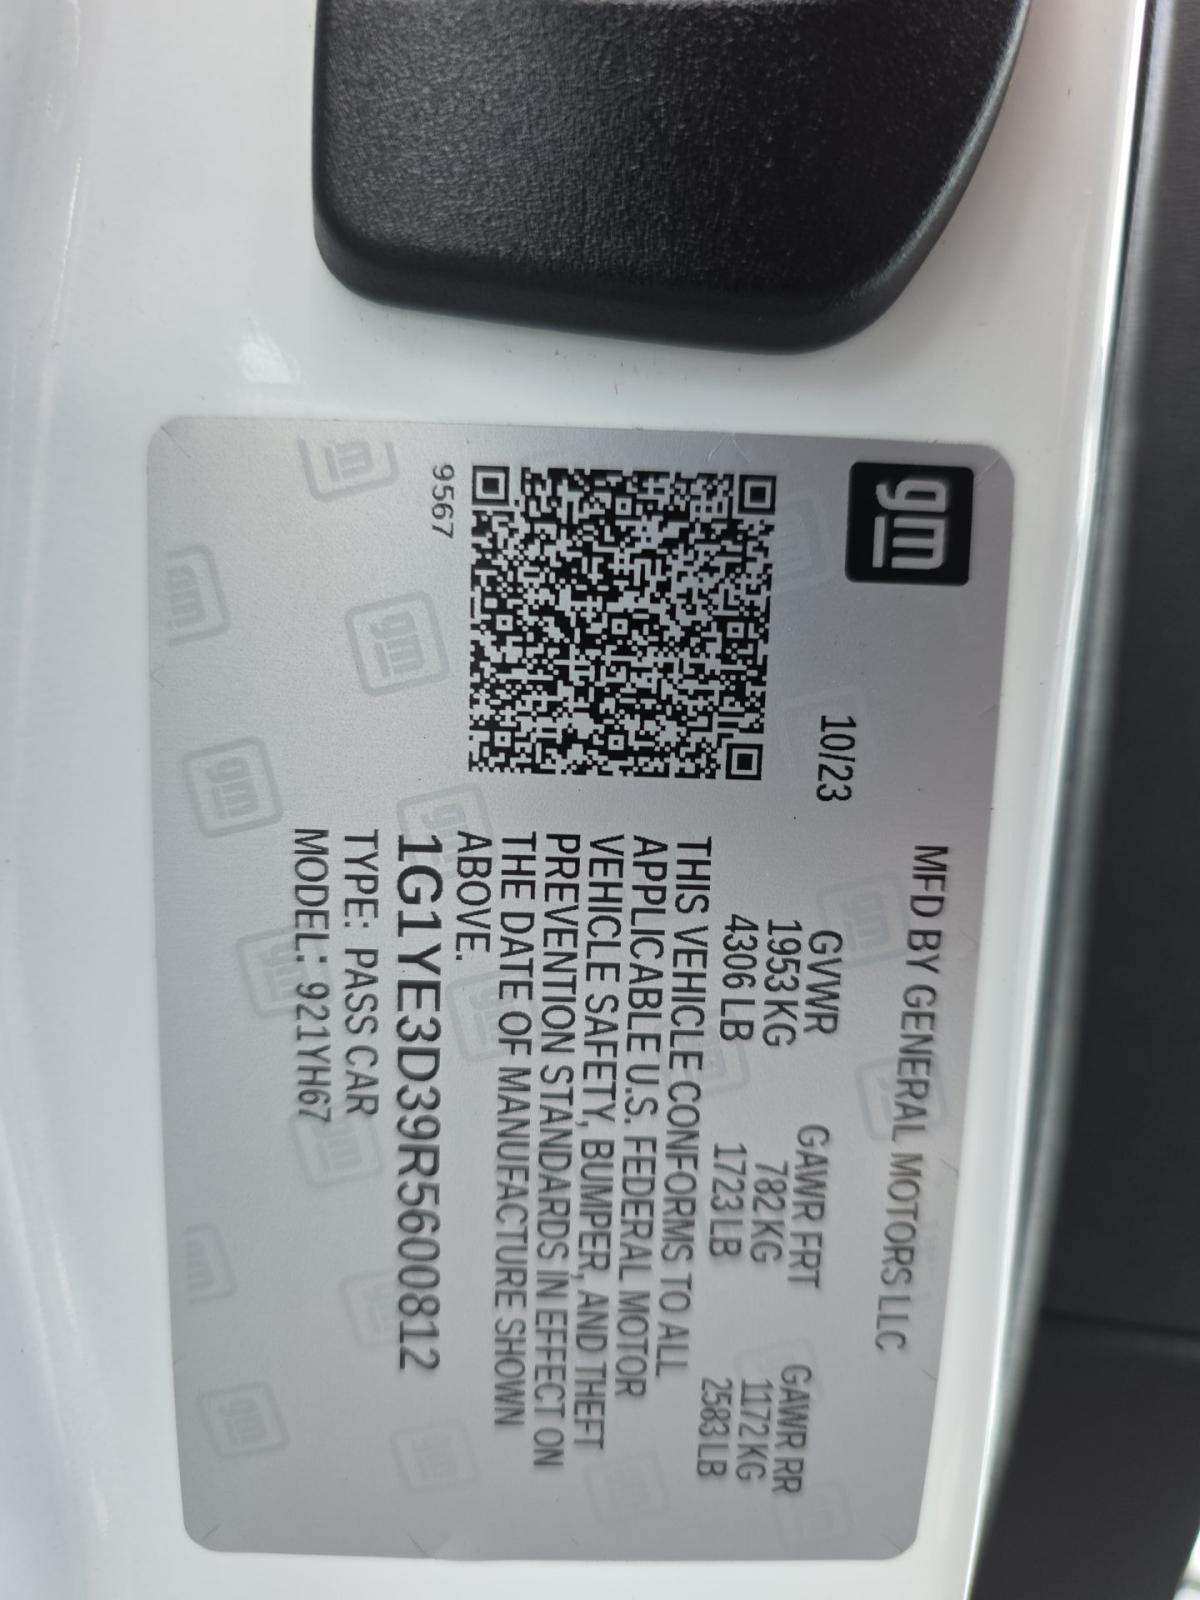 gm
MFD BY GENERAL MOTORS LLC
10/23
GVWR GAWR FRT GAWR RR
1953 KG 782 KG 1172 KG
4306 LB 1723 LB 2583 LB
THIS VEHICLE CONFORMS TO ALL
APPLICABLE U.S. FEDERAL MOTOR
VEHICLE SAFETY, BUMPER, AND THEFT
PREVENTION STANDARDS IN EFFECT ON
THE DATE OF MANUFACTURE SHOWN
ABOVE.
9567
1G1YE3D39R5600812
TYPE: PASS CAR
MODEL: 921YH67